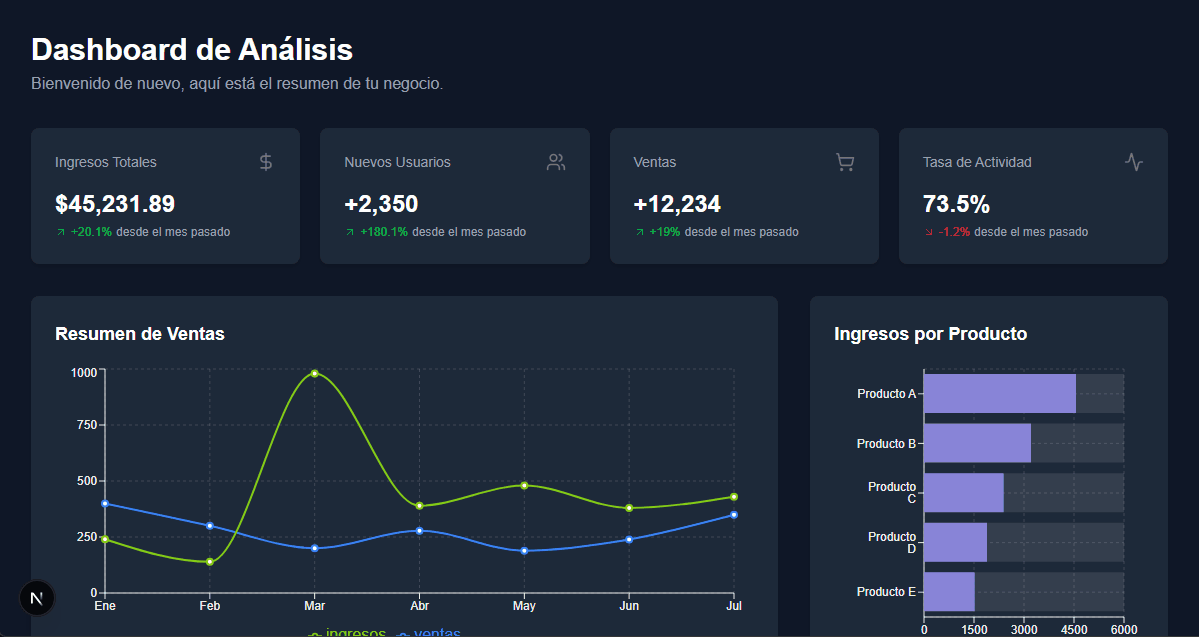 Dashboard de Análisis
Bienvenido de nuevo, aquí está el resumen de tu negocio.
Ingresos Totales
$45,231.89
+20.1% desde el mes pasado
Nuevos Usuarios
+2,350
+180.1% desde el mes pasado
Ventas
+12,234
+19% desde el mes pasado
Tasa de Actividad
73.5%
-1.2% desde el mes pasado
Resumen de Ventas
1000
750
500
250
0
Ene Feb Mar Abr May Jun Jul
ingresos ventas
Ingresos por Producto
Producto A
Producto B
Producto
C
Producto
D
Producto E
0 1500 3000 4500 6000
N